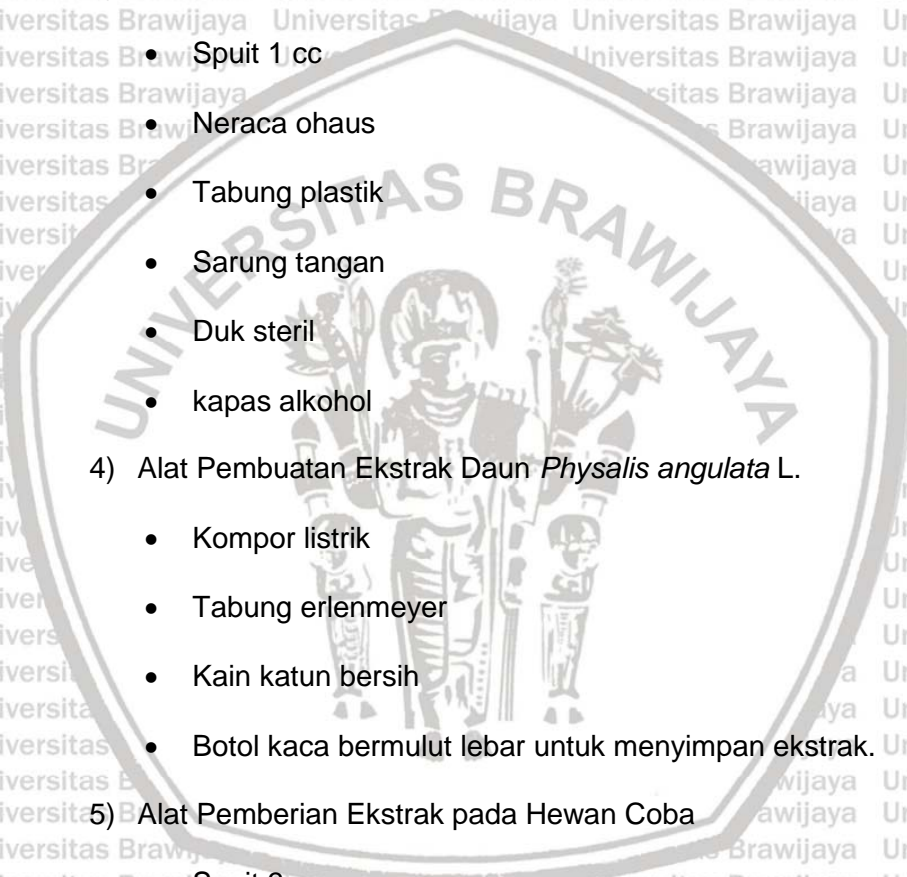 • Spuit 1 cc
• Neraca ohaus
• Tabung plastik
• Sarung tangan
• Duk steril
• kapas alkohol
4) Alat Pembuatan Ekstrak Daun Physalis angulata L.
• Kompor listrik
• Tabung erlenmeyer
• Kain katun bersih
• Botol kaca bermulut lebar untuk menyimpan ekstrak.
5) Alat Pemberian Ekstrak pada Hewan Coba
UNIVERSITAS BRAWIJAYA